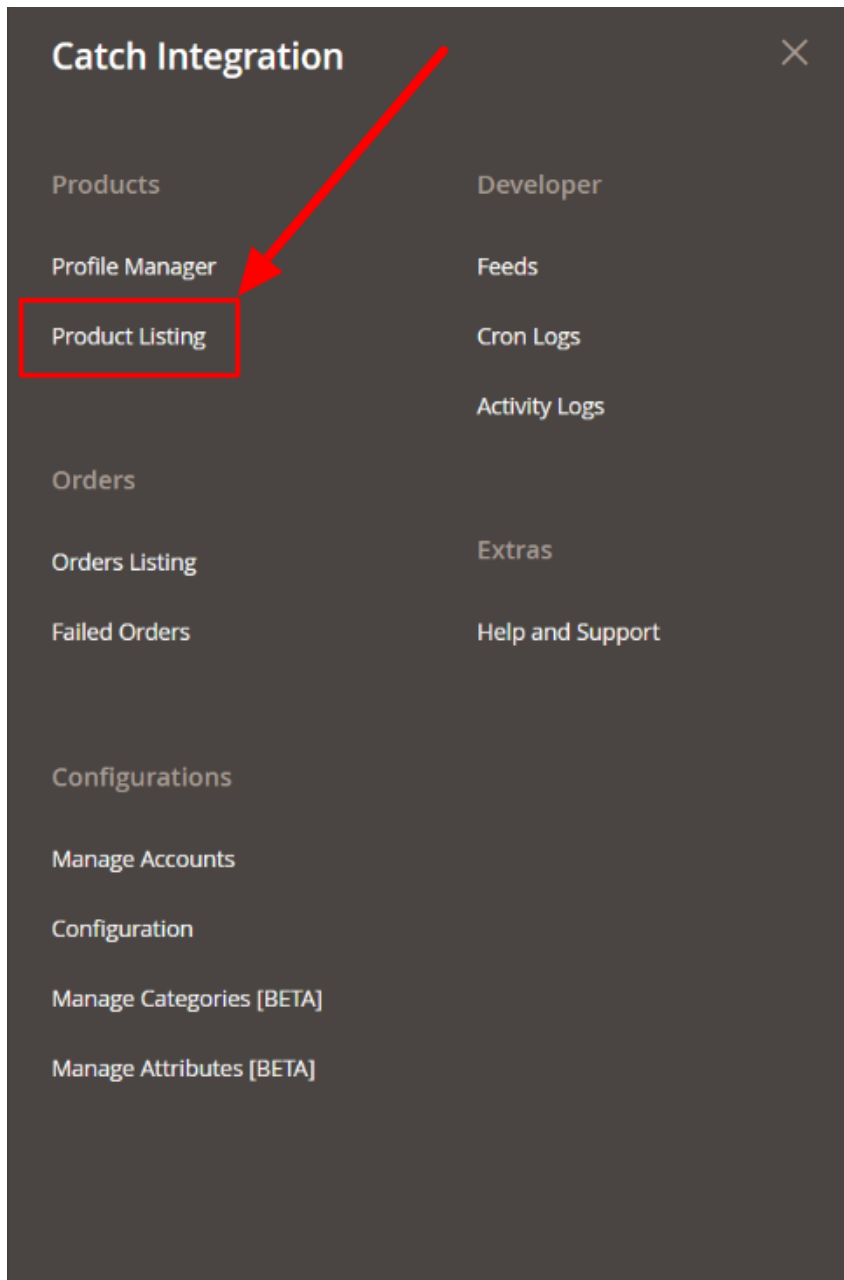 Catch Integration
Products
Profile Manager
Product Listing
Orders
Orders Listing
Failed Orders
Configurations
Manage Accounts
Configuration
Manage Categories [BETA]
Manage Attributes [BETA]
Developer
Feeds
Cron Logs
Activity Logs
Extras
Help and Support